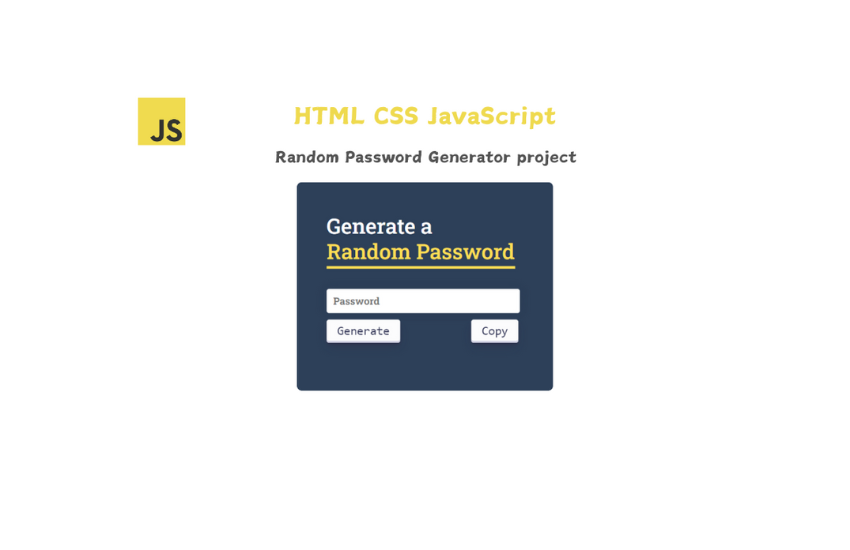 JS
HTML CSS JavaScript
Random Password Generator project
Generate a
Random Password
Password
Generate
Copy